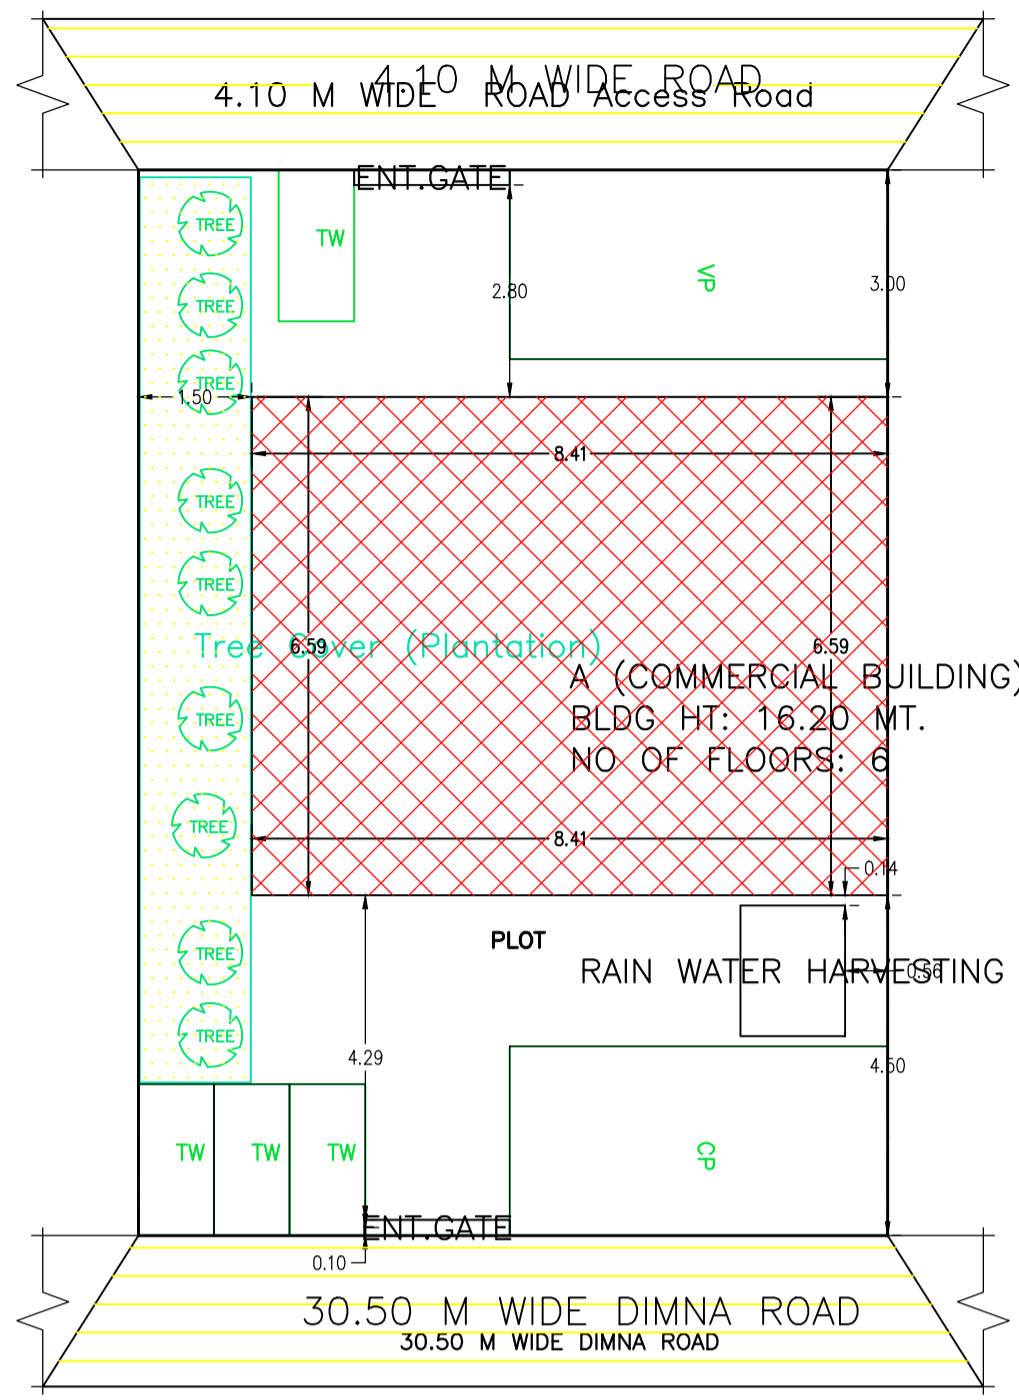 4.10 M WIDE ROAD
4.10 M WIDE ROAD Access Road
ENT.GATE
TREE
TW
VP
2.80
3.00
TREE
TREE
1.50
8.41
TREE
TREE
Tree Cover (Plantation)
6.59
6.59
A (COMMERCIAL BUILDING)
BLDG HT: 16.20 MT.
NO OF FLOORS: 6
TREE
TREE
8.41
0.14
PLOT
TREE
RAIN WATER HARVESTING
0.56
TREE
4.29
4.50
TW
TW
TW
CP
ENT.GATE
0.10
30.50 M WIDE DIMNA ROAD
30.50 M WIDE DIMNA ROAD